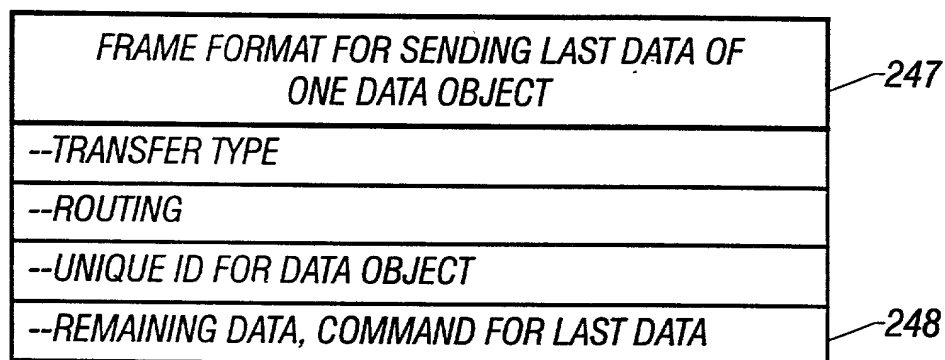 FRAME FORMAT FOR SENDING LAST DATA OF
ONE DATA OBJECT
247
--TRANSFER TYPE
--ROUTING
--UNIQUE ID FOR DATA OBJECT
--REMAINING DATA, COMMAND FOR LAST DATA
248